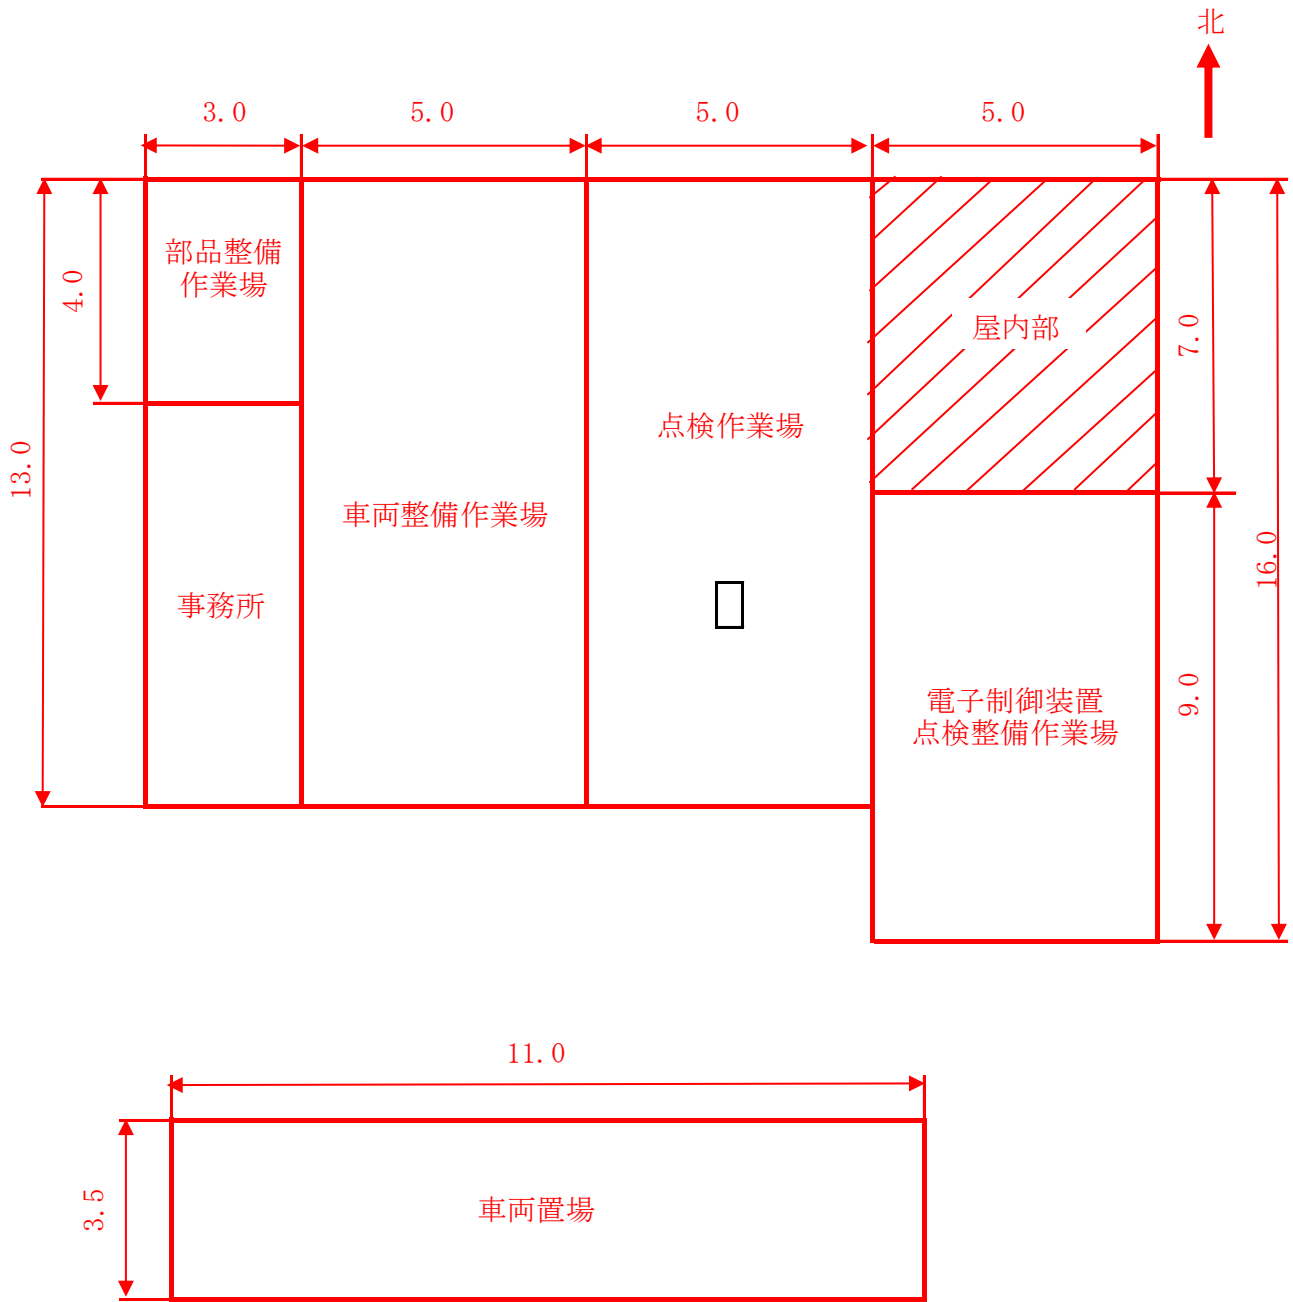 北
3.0
5.0
5.0
5.0
部品整備
作業場
4.0
屋内部
7.0
点検作業場
13.0
車両整備作業場
16.0
事務所
電子制御装置
点検整備作業場
9.0
11.0
3.5
車両置場